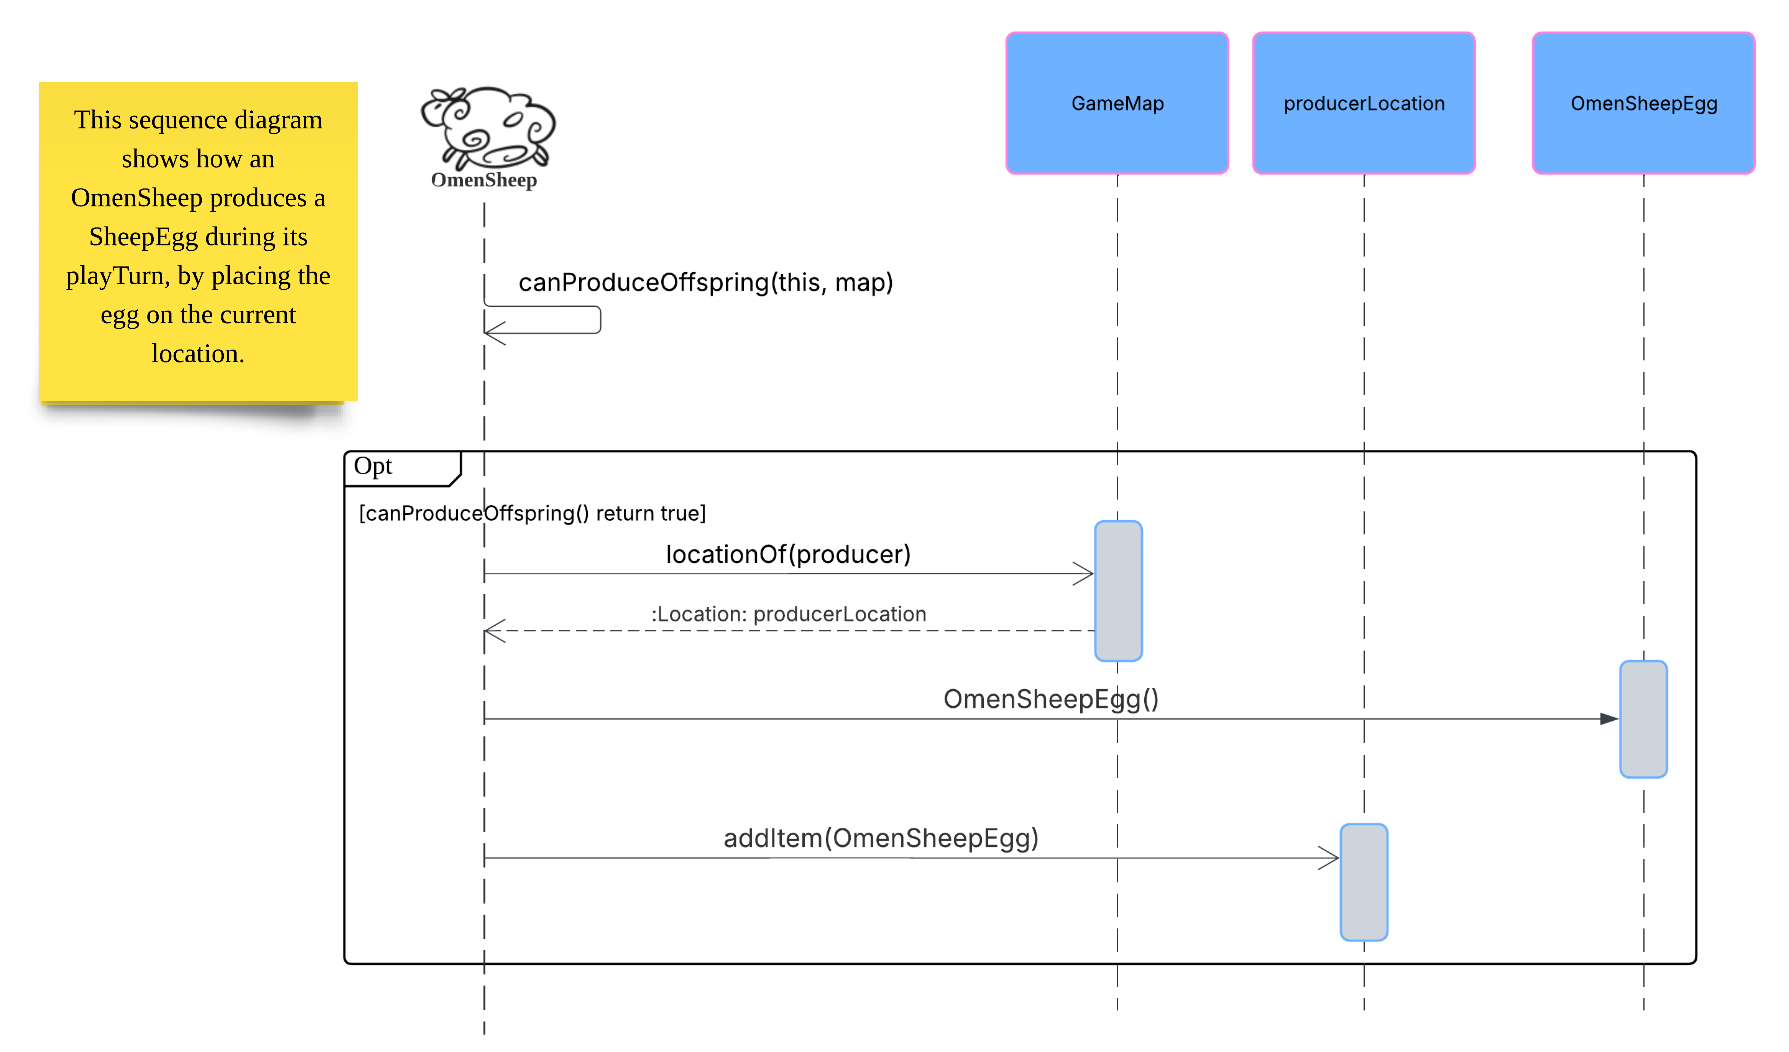 This sequence diagram
shows how an
OmenSheep produces a
SheepEgg during its
playTurn, by placing the
egg on the current
location.
OmenSheep
GameMap
producerLocation
OmenSheepEgg
canProduceOffspring(this, map)
Opt
[canProduceOffspring() return true]
locationOf(producer)
:Location: producerLocation
OmenSheepEgg()
addItem(OmenSheepEgg)